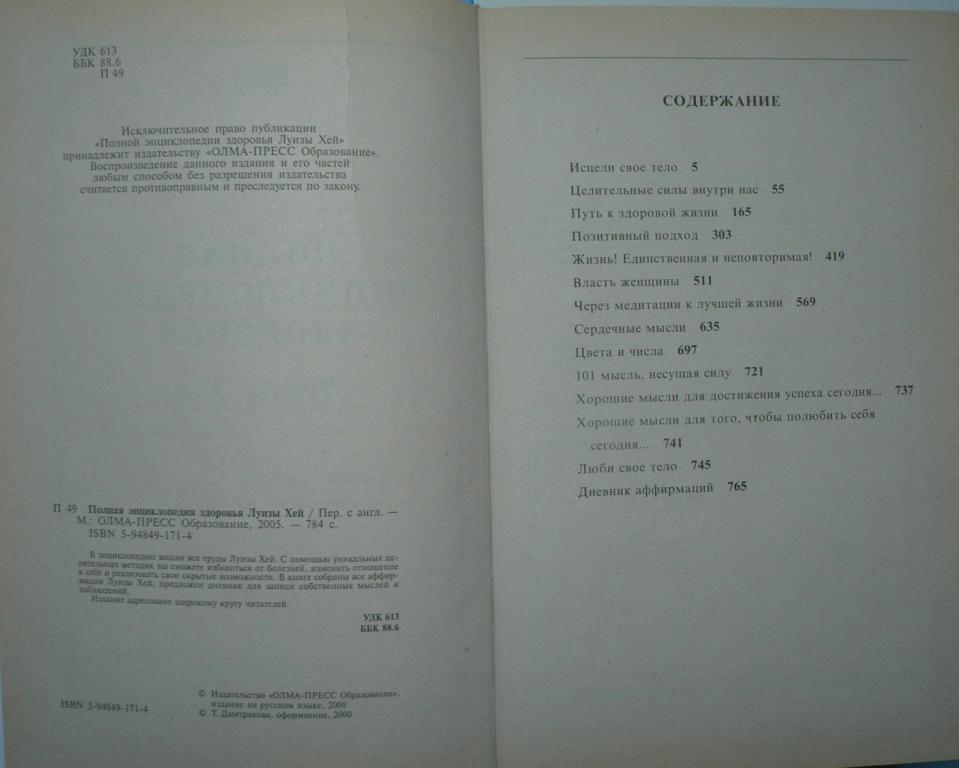 УДК 613
ББК 88.6
П 49
Исключительное право публикации
«Полной энциклопедии здоровья Луизы Хей»
принадлежит издательству «ОЛМА-ПРЕСС Образование».
Воспроизведение данного издания и его частей
любым способом без разрешения издательства
считается противоправным и преследуется по закону.
П 49 Полная энциклопедия здоровья Луизы Хей / Пер. с англ. —
М.: ОЛМА-ПРЕСС Образование, 2005. — 784 с.
ISBN 5-94849-171-4
В энциклопедию вошли все труды Луизы Хей. С помощью уникальных це-
лительных методик вы сможете избавиться от болезней, изменить отношение
к себе и реализовать свои скрытые возможности. В книге собраны все аффир-
мации Луизы Хей, предложен дневник для записи собственных мыслей и
наблюдений.
Издание адресовано широкому кругу читателей.
УДК 613
ББК 88.6
ISBN 5-94849-171-4
© Издательство «ОЛМА-ПРЕСС Образование»,
издание на русском языке, 2000
© Т. Дмитракова, оформление, 2000
СОДЕРЖАНИЕ
Исцели свое тело 5
Целительные силы внутри нас 55
Путь к здоровой жизни 165
Позитивный подход 303
Жизнь! Единственная и неповторимая! 419
Власть женщины 511
Через медитации к лучшей жизни 569
Сердечные мысли 635
Цвета и числа 697
101 мысль, несущая силу 721
Хорошие мысли для достижения успеха сегодня... 737
Хорошие мысли для того, чтобы полюбить себя
сегодня... 741
Люби свое тело 745
Дневник аффирмаций 765